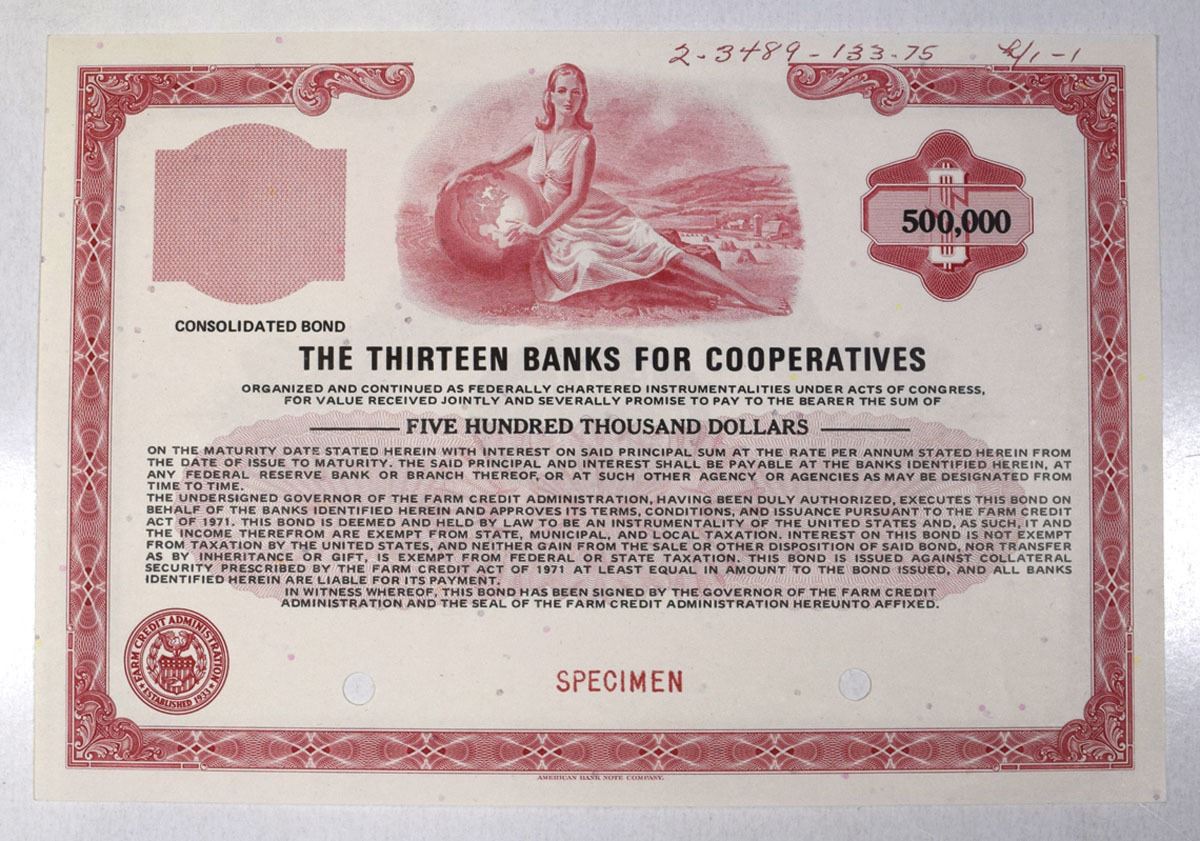 2-3489-133-75
500,000
CONSOLIDATED BOND
THE THIRTEEN BANKS FOR COOPERATIVES
ORGANIZED AND CONTINUED AS FEDERALLY CHARTERED INSTRUMENTALITIES UNDER ACTS OF CONGRESS,
FOR VALUE RECEIVED JOINTLY AND SEVERALLY PROMISE TO PAY TO THE BEARER THE SUM OF
FIVE HUNDRED THOUSAND DOLLARS
ON THE MATURITY DATE STATED HEREIN WITH INTEREST ON SAID PRINCIPAL SUM AT THE RATE PER ANNUM STATED HEREIN FROM
THE DATE OF ISSUE TO MATURITY. THE SAID PRINCIPAL AND INTEREST SHALL BE PAYABLE AT THE BANKS IDENTIFIED HEREIN, AT
ANY FEDERAL RESERVE BANK OR BRANCH THEREOF, OR AT SUCH OTHER AGENCY OR AGENCIES AS MAY BE DESIGNATED FROM
TIME TO TIME.
THE UNDERSIGNED GOVERNOR OF THE FARM CREDIT ADMINISTRATION, HAVING BEEN DULY AUTHORIZED, EXECUTES THIS BOND ON
BEHALF OF THE BANKS IDENTIFIED HEREIN AND APPROVES ITS TERMS, CONDITIONS, AND ISSUANCE PURSUANT TO THE FARM CREDIT
ACT OF 1971. THIS BOND IS DEEMED AND HELD BY LAW TO BE AN INSTRUMENTALITY OF THE UNITED STATES AND, AS SUCH, IT AND
THE INCOME THEREFROM ARE EXEMPT FROM STATE, MUNICIPAL, AND LOCAL TAXATION. INTEREST ON THIS BOND IS NOT EXEMPT
FROM TAXATION BY THE UNITED STATES, AND NEITHER GAIN FROM THE SALE OR OTHER DISPOSITION OF SAID BOND, NOR TRANSFER
AS BY INHERITANCE OR GIFT, IS EXEMPT FROM FEDERAL OR STATE TAXATION. THIS BOND IS ISSUED AGAINST COLLATERAL
SECURITY PRESCRIBED BY THE FARM CREDIT ACT OF 1971 AT LEAST EQUAL IN AMOUNT TO THE BOND ISSUED, AND ALL BANKS
IDENTIFIED HEREIN ARE LIABLE FOR ITS PAYMENT.
IN WITNESS WHEREOF, THIS BOND HAS BEEN SIGNED BY THE GOVERNOR OF THE FARM CREDIT
ADMINISTRATION AND THE SEAL OF THE FARM CREDIT ADMINISTRATION HEREUNTO AFFIXED.
FARM CREDIT ADMINISTRATION
ESTABLISHED 1933
SPECIMEN
AMERICAN BANK NOTE COMPANY.